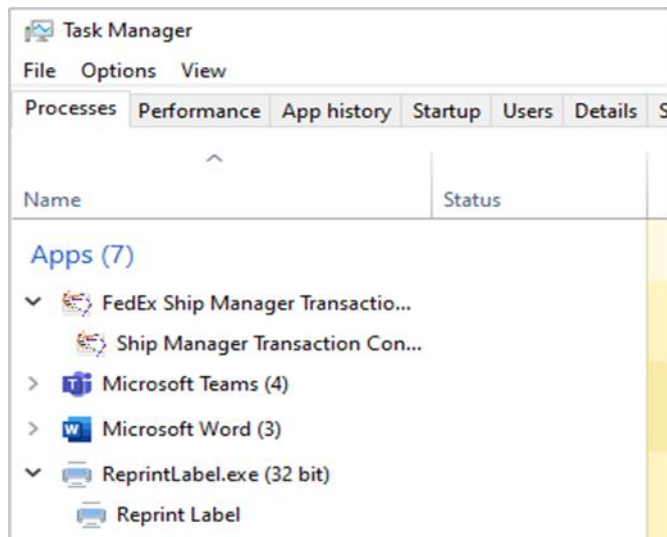 Task Manager
File Options View
Processes Performance App history Startup Users Details S
Name Status
Apps (7)
FedEx Ship Manager Transactio...
Ship Manager Transaction Con...
Microsoft Teams (4)
Microsoft Word (3)
ReprintLabel.exe (32 bit)
Reprint Label